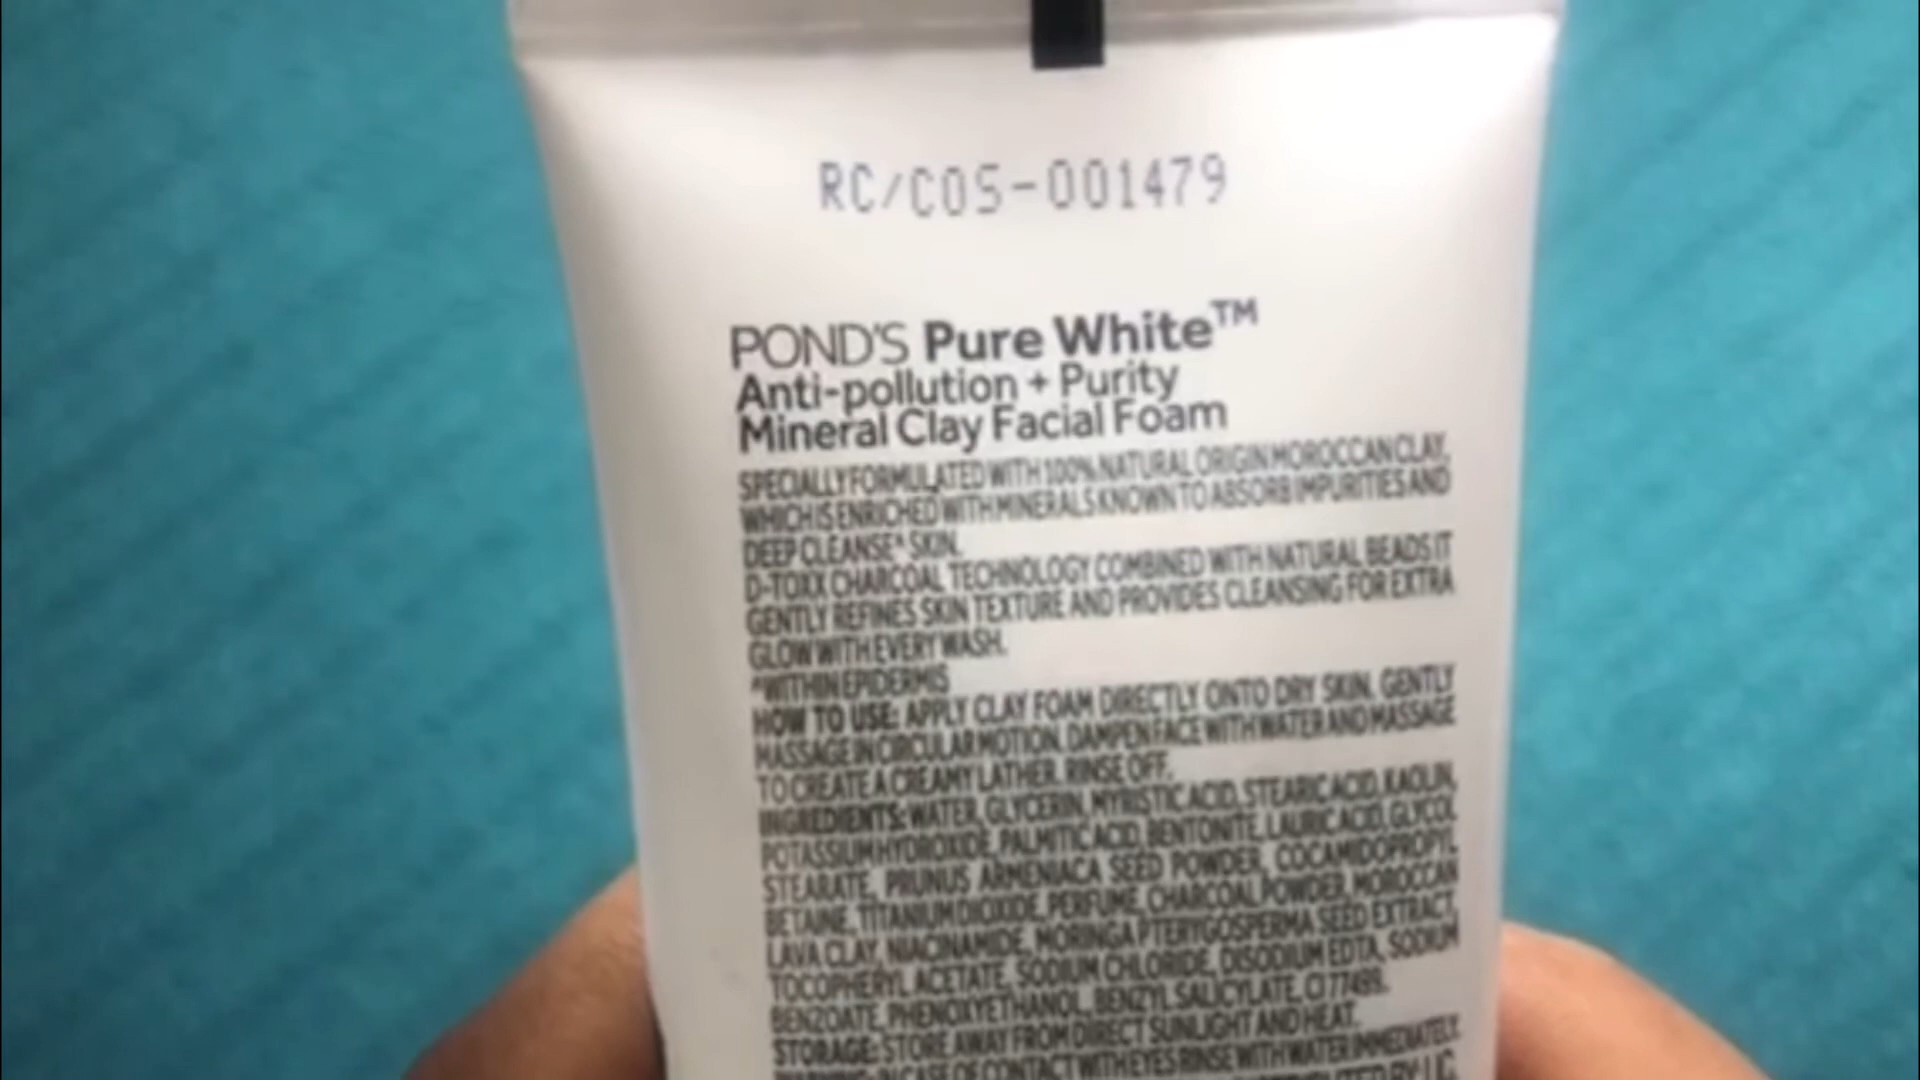 RC/COS-001479
POND'S Pure White™
Anti-pollution + Purity
Mineral Clay Facial Foam
SPECIALLY FORMULATED WITH 100% NATURAL ORIGIN MOROCCAN CLAY,
WHICH IS ENRICHED WITH MINERALS KNOWN TO ABSORB IMPURITIES AND
DEEP CLEANSE^ SKIN.
D-TOXX CHARCOAL TECHNOLOGY COMBINED WITH NATURAL BEADS IT
GENTLY REFINES SKIN TEXTURE AND PROVIDES CLEANSING FOR EXTRA
GLOW WITH EVERY WASH.
^WITHIN EPIDERMIS
HOW TO USE: APPLY CLAY FOAM DIRECTLY ONTO DRY SKIN. GENTLY
MASSAGE IN CIRCULAR MOTION. DAMPEN FACE WITH WATER AND MASSAGE
TO CREATE A CREAMY LATHER. RINSE OFF.
INGREDIENTS: WATER, GLYCERIN, MYRISTIC ACID, STEARIC ACID, KAOLIN,
POTASSIUM HYDROXIDE, PALMITIC ACID, BENTONITE, LAURIC ACID, GLYCOL
STEARATE, PRUNUS ARMENIACA SEED POWDER, COCAMIDOPROPYL
BETAINE, TITANIUM DIOXIDE, PERFUME, CHARCOAL POWDER, MOROCCAN
LAVA CLAY, NIACINAMIDE, MORINGA PTERYGOSPERMA SEED EXTRACT,
TOCOPHERYL ACETATE, SODIUM CHLORIDE, DISODIUM EDTA, SODIUM
BENZOATE, PHENOXYETHANOL, BENZYL SALICYLATE, CI 77499.
STORAGE: STORE AWAY FROM DIRECT SUNLIGHT AND HEAT.
WARNING: IN CASE OF CONTACT WITH EYES RINSE WITH WATER IMMEDIATELY.